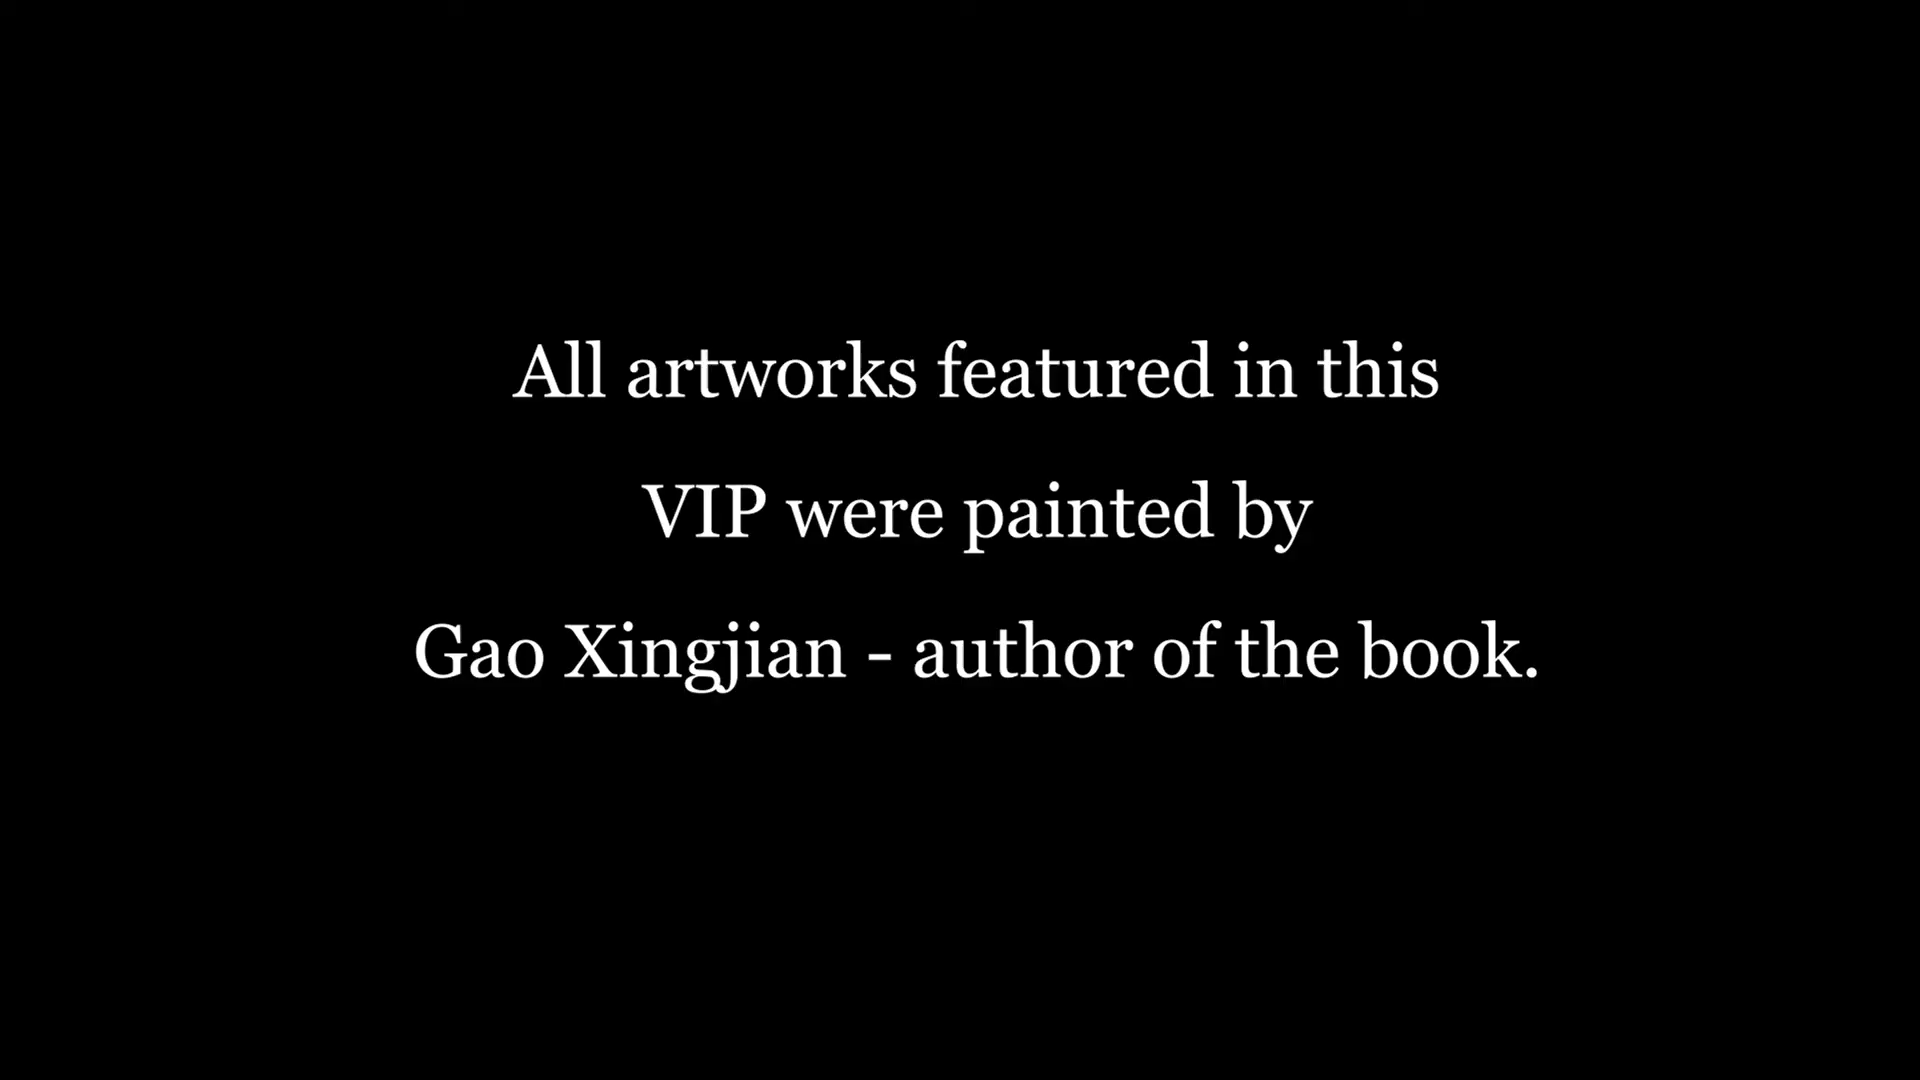 All artworks featured in this
VIP were painted by
Gao Xingjian - author of the book.